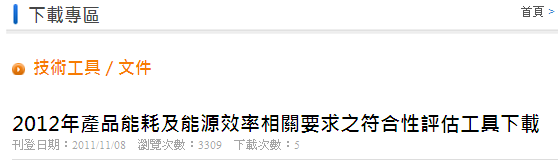 下載專區
首頁 >
技術工具 / 文件
2012年產品能耗及能源效率相關要求之符合性評估工具下載
刊登日期：2011/11/08 瀏覽次數：3309 下載次數：5